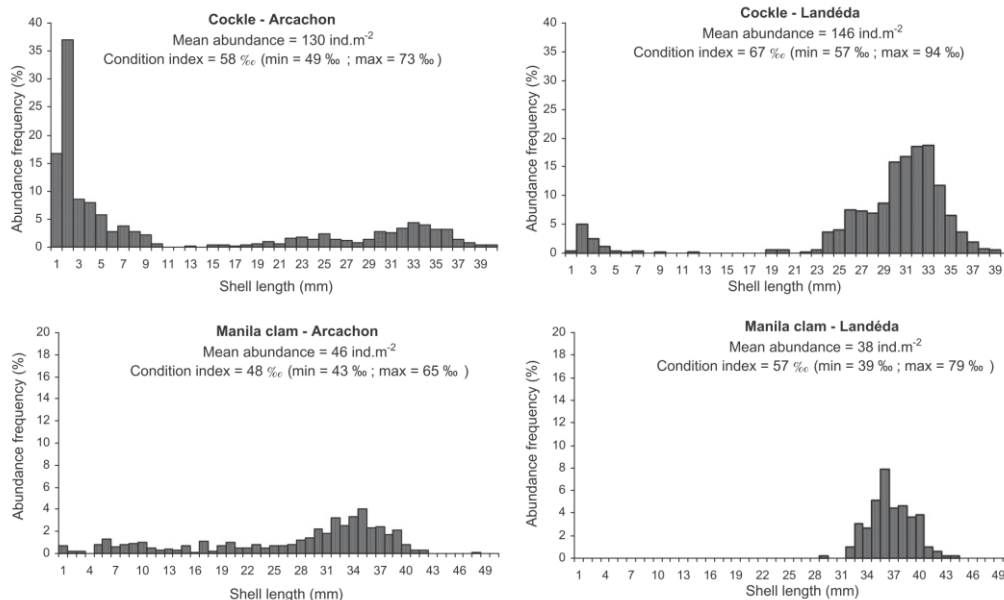 Cockle - Arcachon
Mean abundance = 130 ind.m⁻²
Condition index = 58 ‰ (min = 49 ‰ ; max = 73 ‰ )
Abundance frequency (%)
40
35
30
25
20
15
10
5
0
1 3 5 7 9 11 13 15 17 19 21 23 25 27 29 31 33 35 37 39
Shell length (mm)
Cockle - Landéda
Mean abundance = 146 ind.m⁻²
Condition index = 67 ‰ (min = 57 ‰ ; max = 94 ‰)
Abundance frequency (%)
40
35
30
25
20
15
10
5
0
1 3 5 7 9 11 13 15 17 19 21 23 25 27 29 31 33 35 37 39
Shell length (mm)
Manila clam - Arcachon
Mean abundance = 46 ind.m⁻²
Condition index = 48 ‰ (min = 43 ‰ ; max = 65 ‰ )
Abundance frequency (%)
20
18
16
14
12
10
8
6
4
2
0
1 4 7 10 13 16 19 22 25 28 31 34 37 40 43 46 49
Shell length (mm)
Manila clam - Landéda
Mean abundance = 38 ind.m⁻²
Condition index = 57 ‰ (min = 39 ‰ ; max = 79 ‰ )
Abundance frequency (%)
20
18
16
14
12
10
8
6
4
2
0
1 4 7 10 13 16 19 22 25 28 31 34 37 40 43 46 49
Shell length (mm)